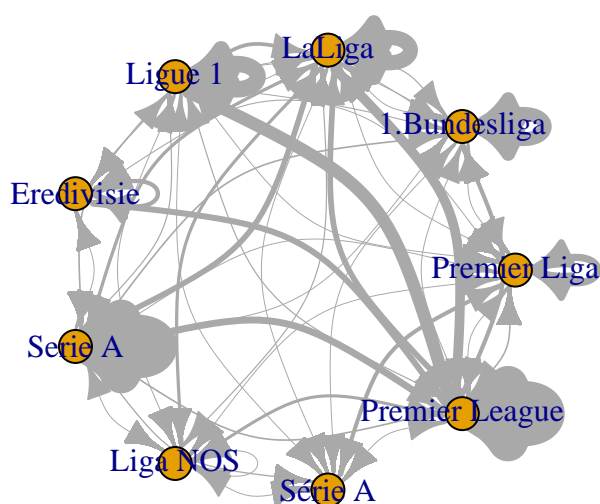 LaLiga
Ligue 1
1.Bundesliga
Eredivisie
Premier Liga
Serie A
Premier League
Liga NOS
Série A